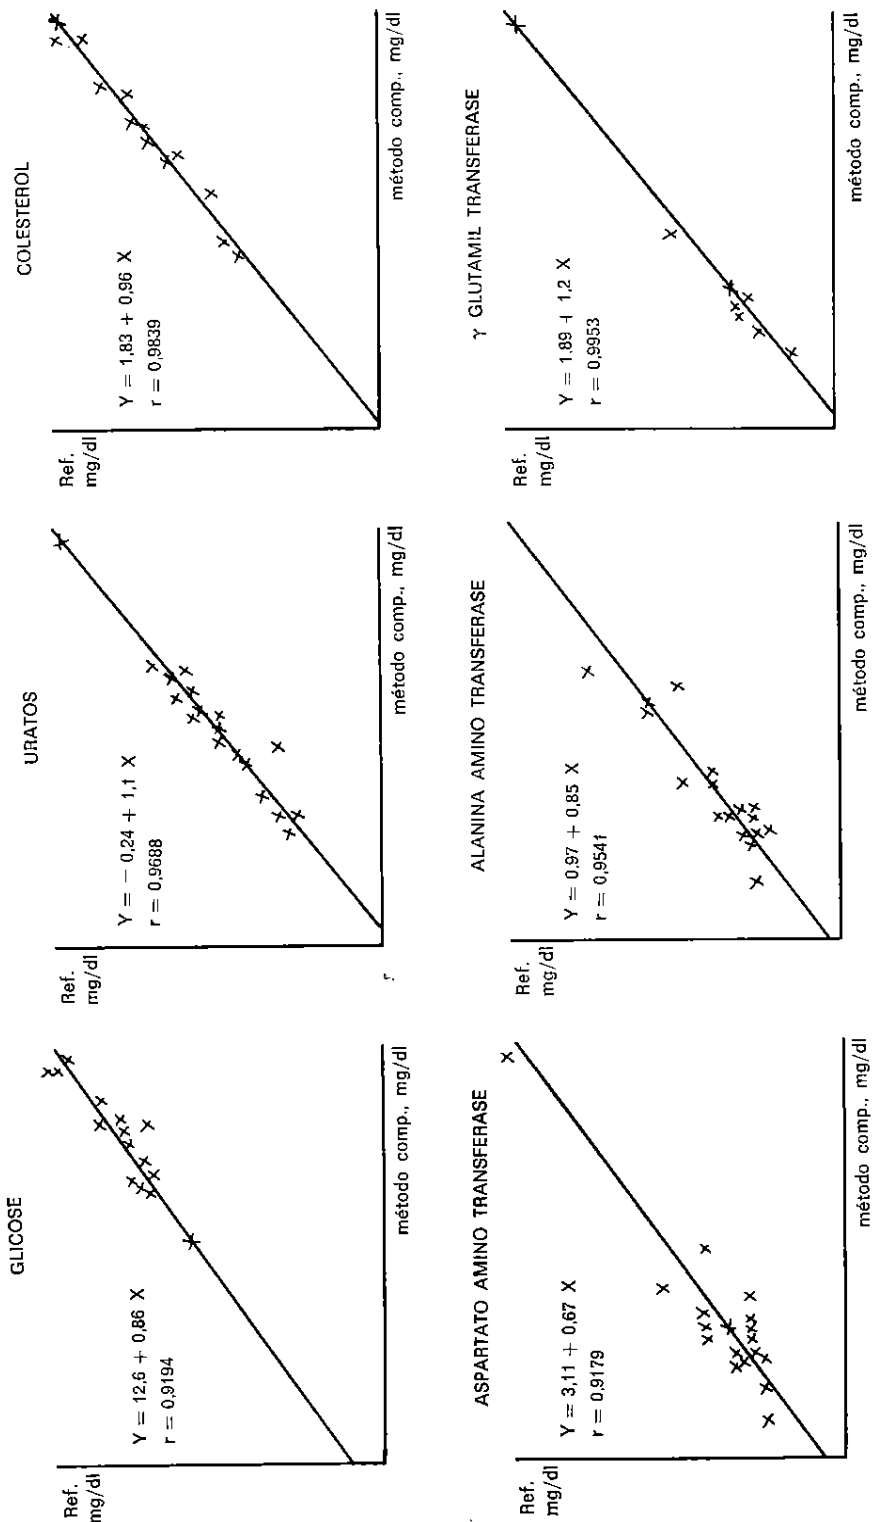 GLICOSE
Ref.
mg/dl
Y = 12,6 + 0,86 X
r = 0,9194
método comp., mg/dl
URATOS
Ref.
mg/dl
Y = − 0,24 + 1,1 X
r = 0,9688
método comp., mg/dl
COLESTEROL
Ref.
mg/dl
Y = 1,83 + 0,96 X
r = 0,9839
método comp., mg/dl
ASPARTATO AMINO TRANSFERASE
Ref.
mg/dl
Y = 3,11 + 0,67 X
r = 0,9179
método comp., mg/dl
ALANINA AMINO TRANSFERASE
Ref.
mg/dl
Y = 0,97 + 0,85 X
r = 0,9541
método comp., mg/dl
γ GLUTAMIL TRANSFERASE
Ref.
mg/dl
Y = 1,89 + 1,2 X
r = 0,9953
método comp., mg/dl